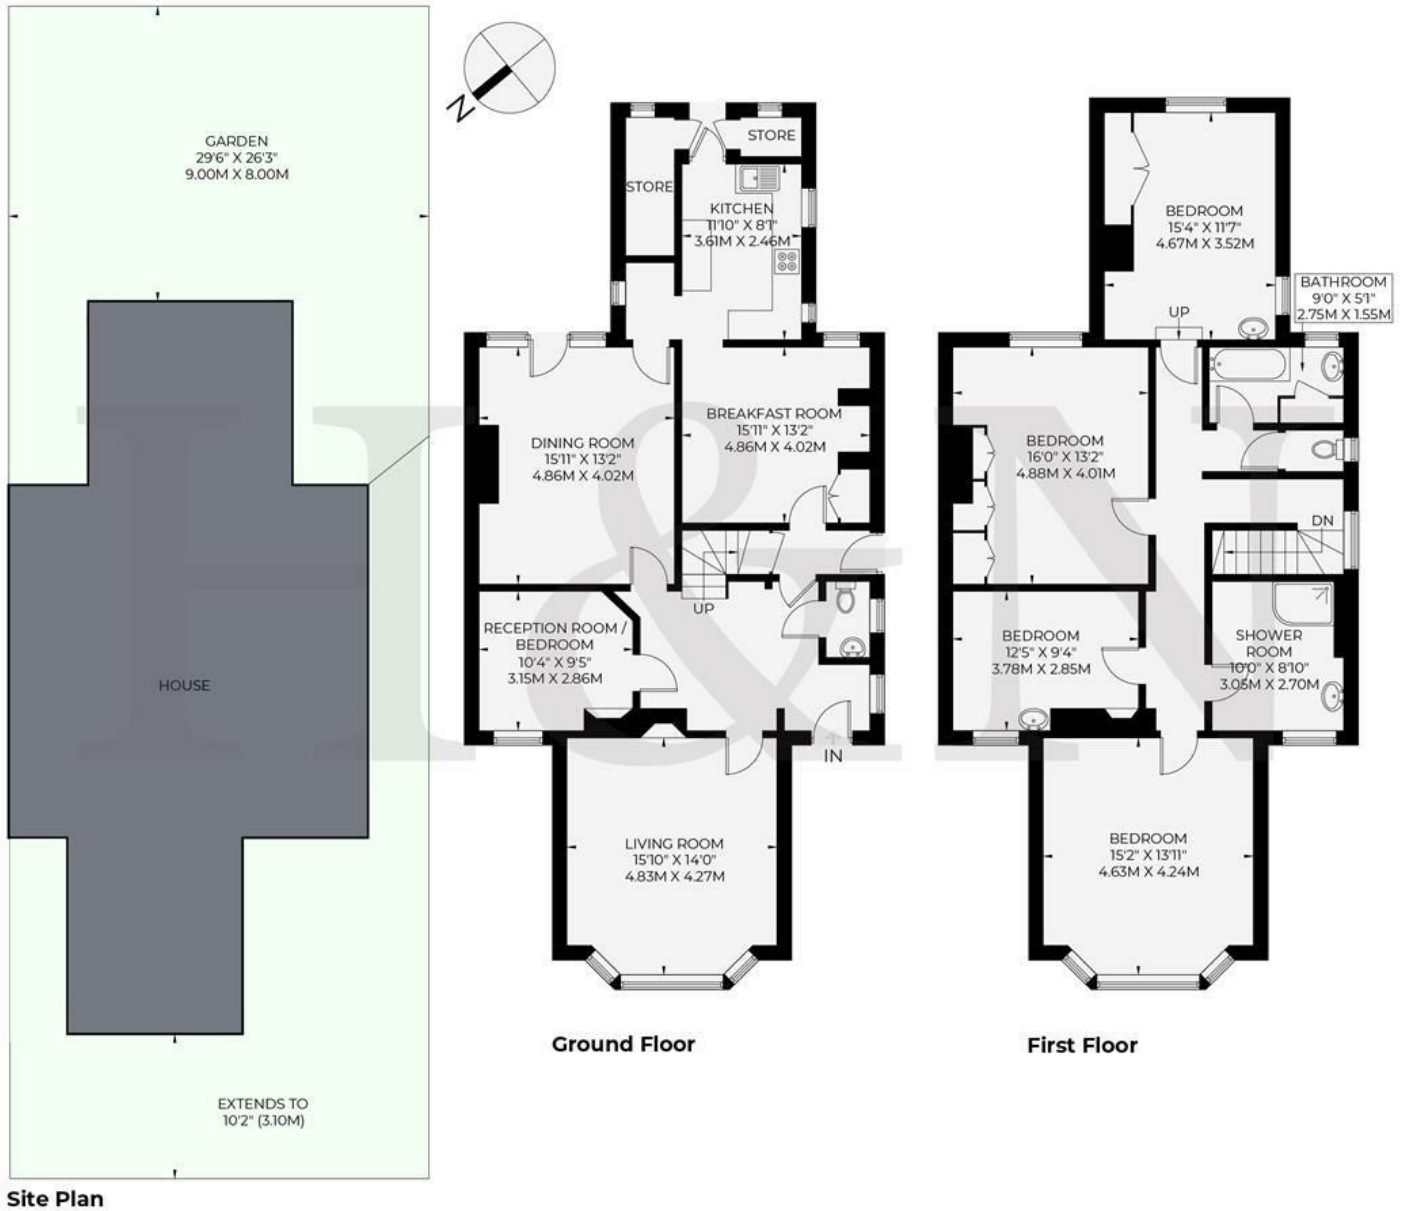 GARDEN
29'6" X 26'3"
9.00M X 8.00M
HOUSE
EXTENDS TO
10'2" (3.10M)
Site Plan
N
STORE
STORE
KITCHEN
11'10" X 8'1"
3.61M X 2.46M
DINING ROOM
15'11" X 13'2"
4.86M X 4.02M
BREAKFAST ROOM
15'11" X 13'2"
4.86M X 4.02M
UP
RECEPTION ROOM /
BEDROOM
10'4" X 9'5"
3.15M X 2.86M
IN
LIVING ROOM
15'10" X 14'0"
4.83M X 4.27M
Ground Floor
BEDROOM
15'4" X 11'7"
4.67M X 3.52M
BATHROOM
9'0" X 5'1"
2.75M X 1.55M
UP
BEDROOM
16'0" X 13'2"
4.88M X 4.01M
DN
BEDROOM
12'5" X 9'4"
3.78M X 2.85M
SHOWER
ROOM
10'0" X 8'10"
3.05M X 2.70M
BEDROOM
15'2" X 13'11"
4.63M X 4.24M
First Floor
H&N